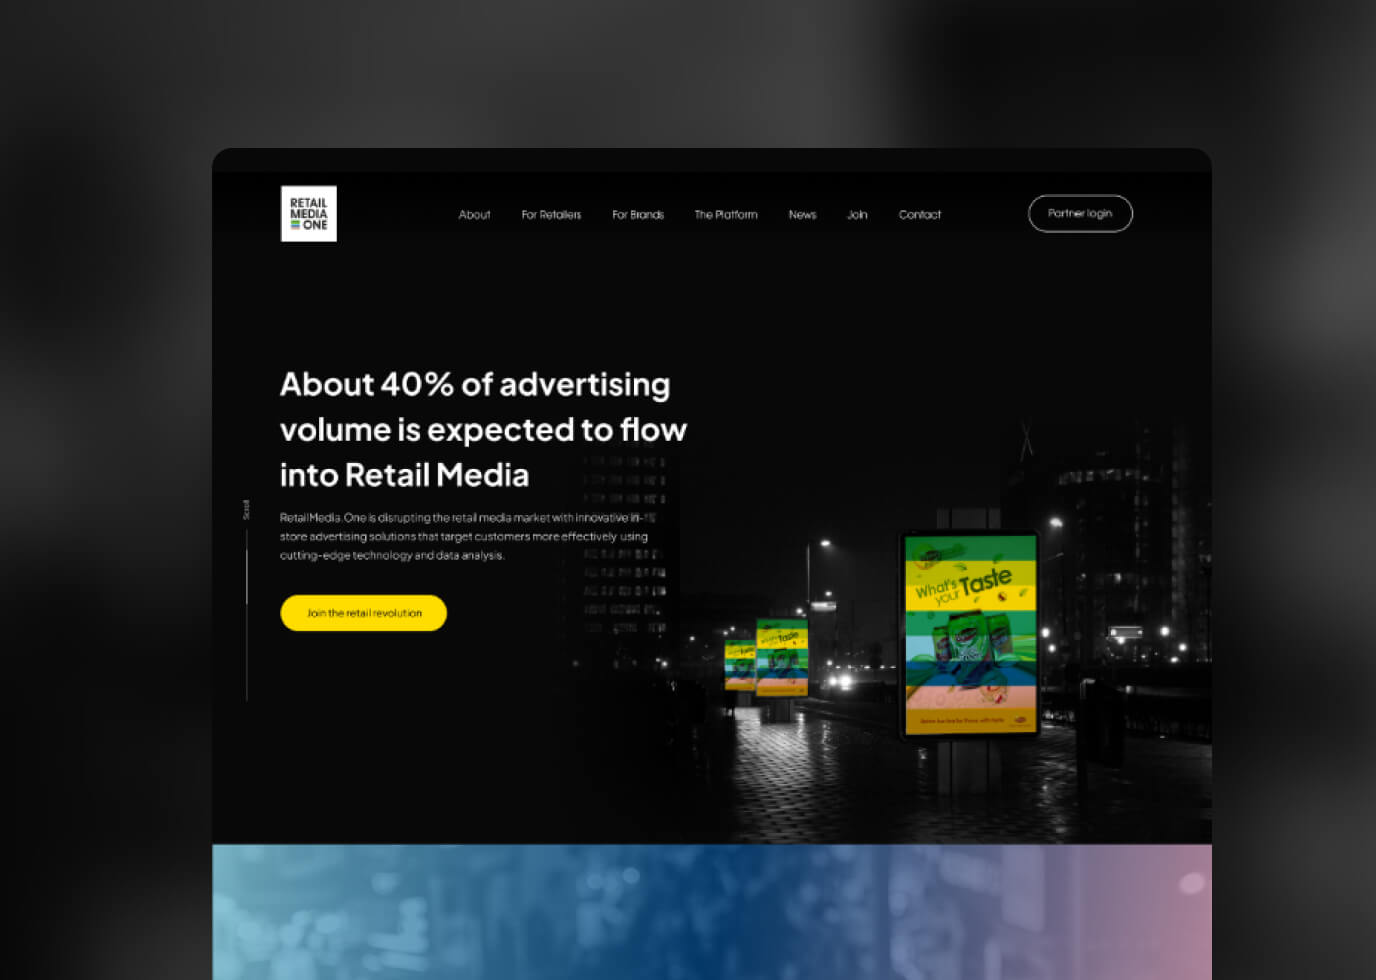 RETAIL
MEDIA
ONE
About
For Retailers
For Brands
The Platform
News
Join
Contact
Partner login
About 40% of advertising
volume is expected to flow
into Retail Media
RetailMedia.One is disrupting the retail media market with innovative in-
store advertising solutions that target customers more effectively using
cutting-edge technology and data analysis.
Join the retail revolution
Scroll
What's
your Taste